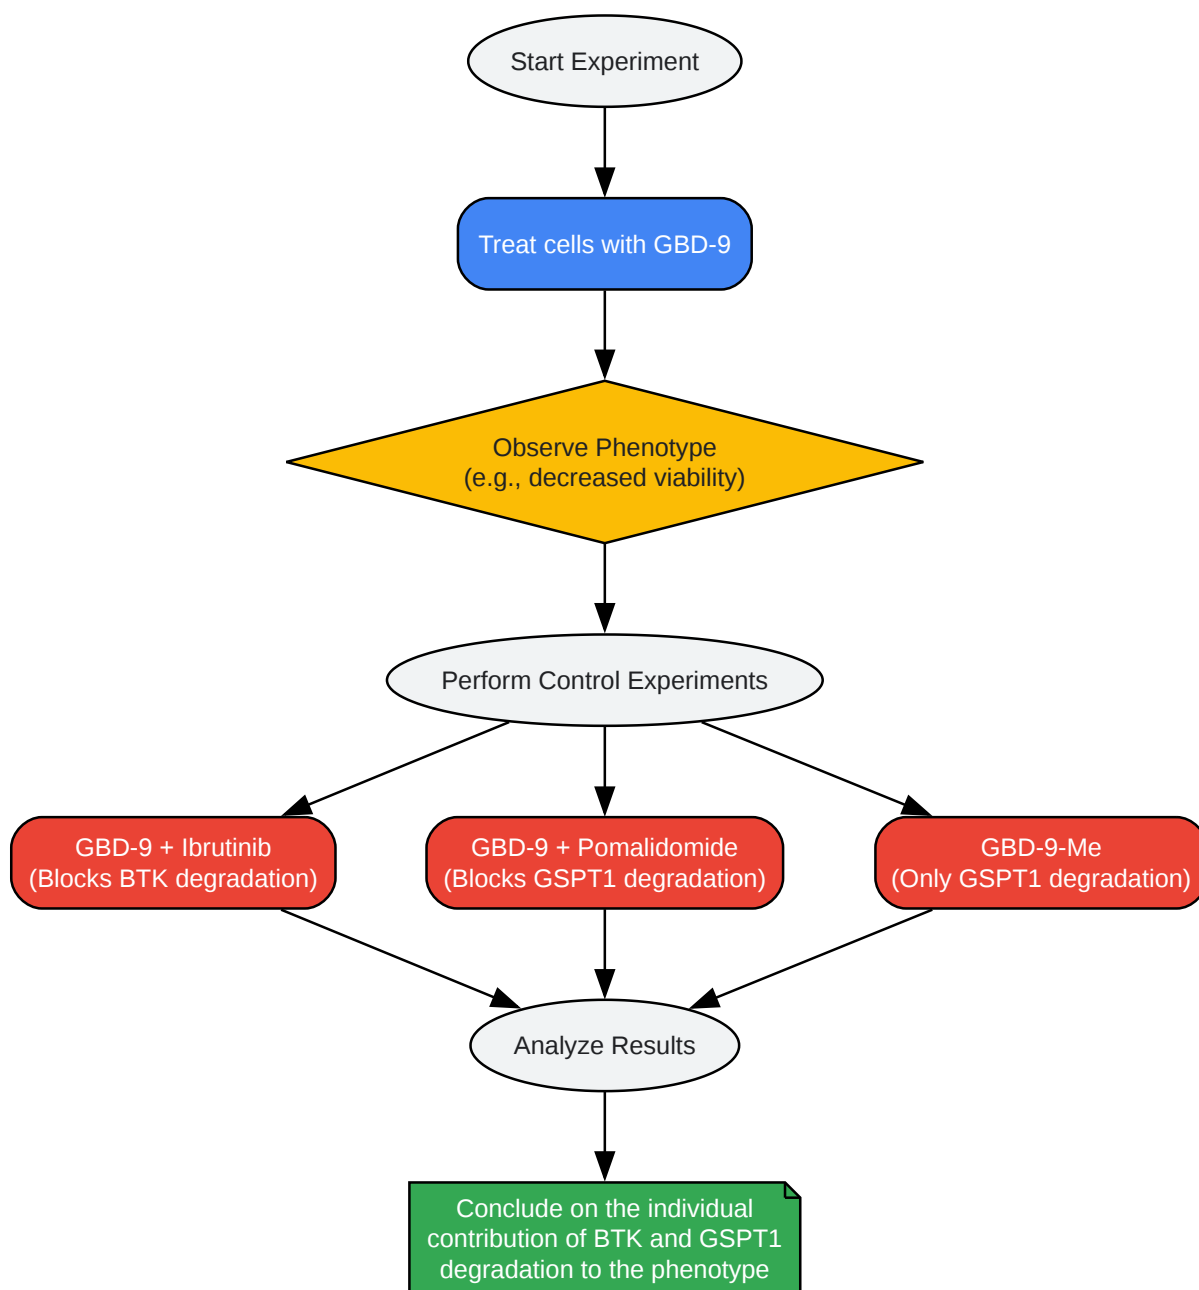 Start Experiment
Treat cells with GBD-9
Observe Phenotype
(e.g., decreased viability)
Perform Control Experiments
GBD-9 + Ibrutinib
(Blocks BTK degradation)
GBD-9 + Pomalidomide
(Blocks GSPT1 degradation)
GBD-9-Me
(Only GSPT1 degradation)
Analyze Results
Conclude on the individual
contribution of BTK and GSPT1
degradation to the phenotype